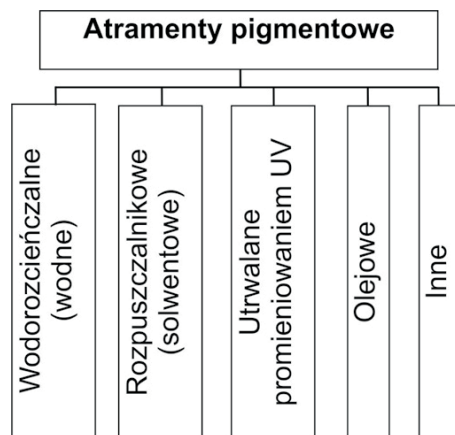 Atramenty pigmentowe
Wodorozcieńczalne
(wodne)
Rozpuszczalnikowe
(solwentowe)
Utrwalane
promieniowaniem UV
Olejowe
Inne